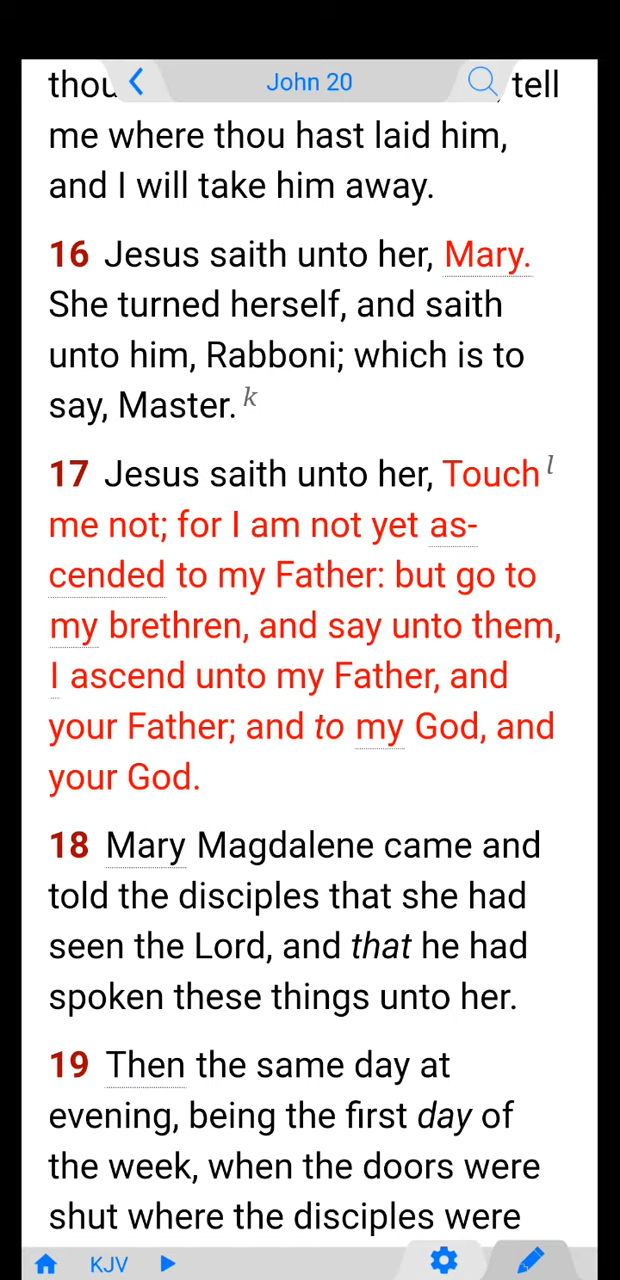 thou
John 20
tell
me where thou hast laid him,
and I will take him away.
16 Jesus saith unto her, Mary.
She turned herself, and saith
unto him, Rabboni; which is to
say, Master. k
17 Jesus saith unto her, Touch l
me not; for I am not yet as-
cended to my Father: but go to
my brethren, and say unto them,
I ascend unto my Father, and
your Father; and to my God, and
your God.
18 Mary Magdalene came and
told the disciples that she had
seen the Lord, and that he had
spoken these things unto her.
19 Then the same day at
evening, being the first day of
the week, when the doors were
shut where the disciples were
KJV